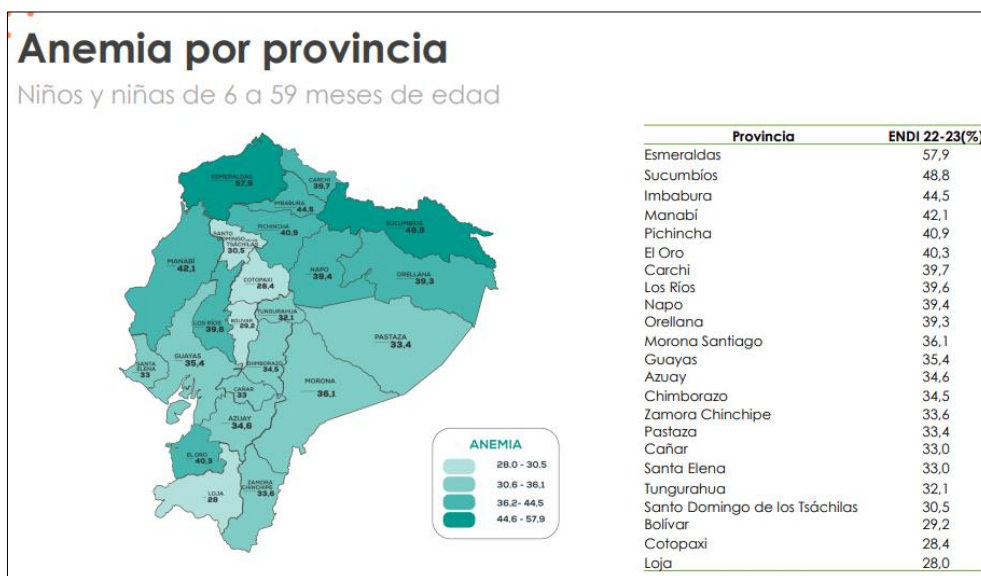 Anemia por provincia
Niños y niñas de 6 a 59 meses de edad
ESMERALDAS
57,9
CARCHI
39,7
IMBABURA
44,5
SUCUMBÍOS
48,8
PICHINCHA
40,9
SANTO
DOMINGO
TSÁCHILAS
30,5
MANABÍ
42,1
COTOPAXI
28,4
NAPO
39,4
ORELLANA
39,3
LOS RÍOS
39,6
BOLÍVAR
29,2
TUNGURAHUA
32,1
PASTAZA
33,4
GUAYAS
35,4
SANTA
ELENA
33
CHIMBORAZO
34,5
MORONA
36,1
CAÑAR
33
AZUAY
34,6
EL ORO
40,3
LOJA
28
ZAMORA
CHINCHIPE
33,6
ANEMIA
28.0 - 30,5
30,6 - 36,1
36,2- 44,5
44,6 - 57,9
Provincia ENDI 22-23(%)
Esmeraldas 57,9
Sucumbíos 48,8
Imbabura 44,5
Manabí 42,1
Pichincha 40,9
El Oro 40,3
Carchi 39,7
Los Ríos 39,6
Napo 39,4
Orellana 39,3
Morona Santiago 36,1
Guayas 35,4
Azuay 34,6
Chimborazo 34,5
Zamora Chinchipe 33,6
Pastaza 33,4
Cañar 33,0
Santa Elena 33,0
Tungurahua 32,1
Santo Domingo de los Tsáchilas 30,5
Bolívar 29,2
Cotopaxi 28,4
Loja 28,0